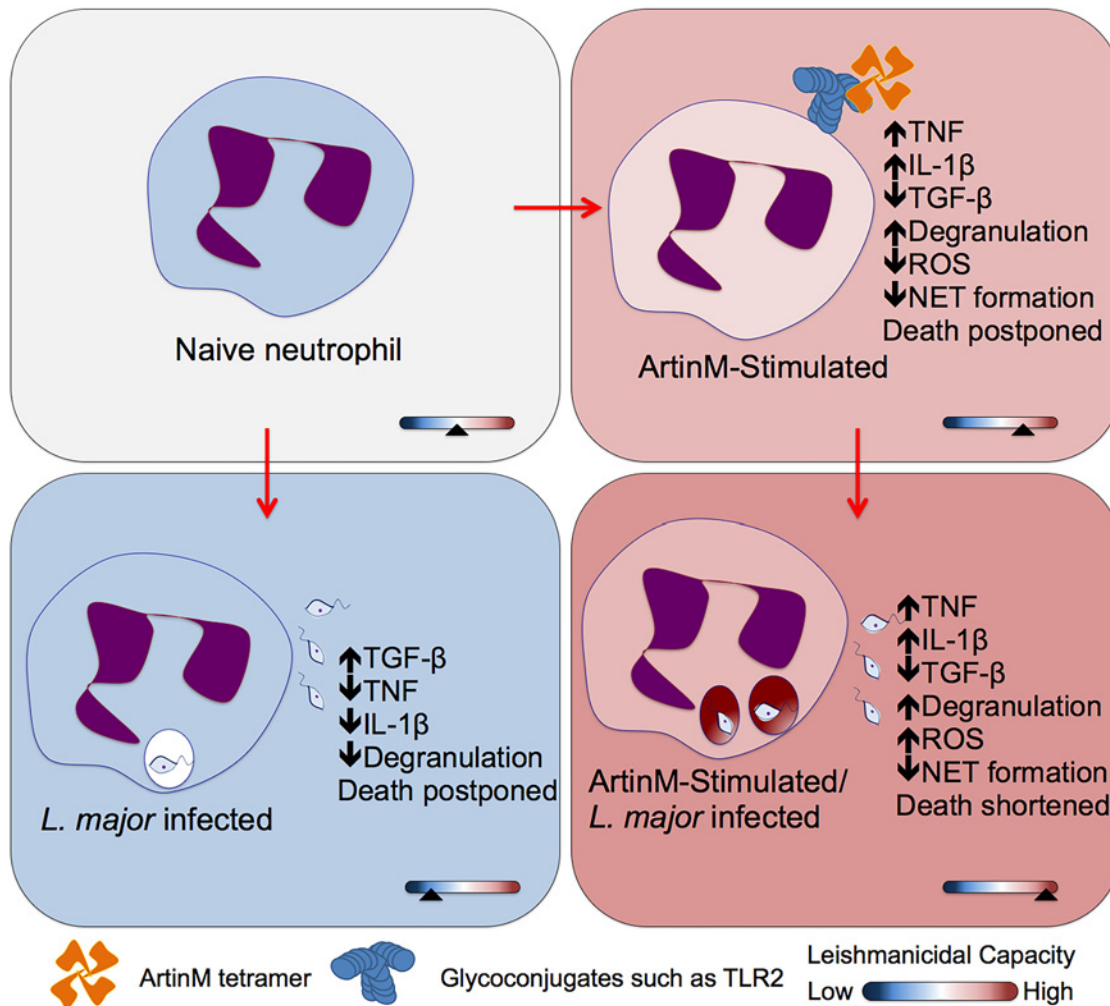 Naive neutrophil
↑TNF
↑IL-1β
↓TGF-β
↑Degranulation
↓ROS
↓NET formation
Death postponed
ArtinM-Stimulated
↑TGF-β
↓TNF
↓IL-1β
↓Degranulation
Death postponed
L. major infected
↑TNF
↑IL-1β
↓TGF-β
↑Degranulation
↑ROS
↓NET formation
Death shortened
ArtinM-Stimulated/
L. major infected
ArtinM tetramer
Glycoconjugates such as TLR2
Leishmanicidal Capacity
Low High